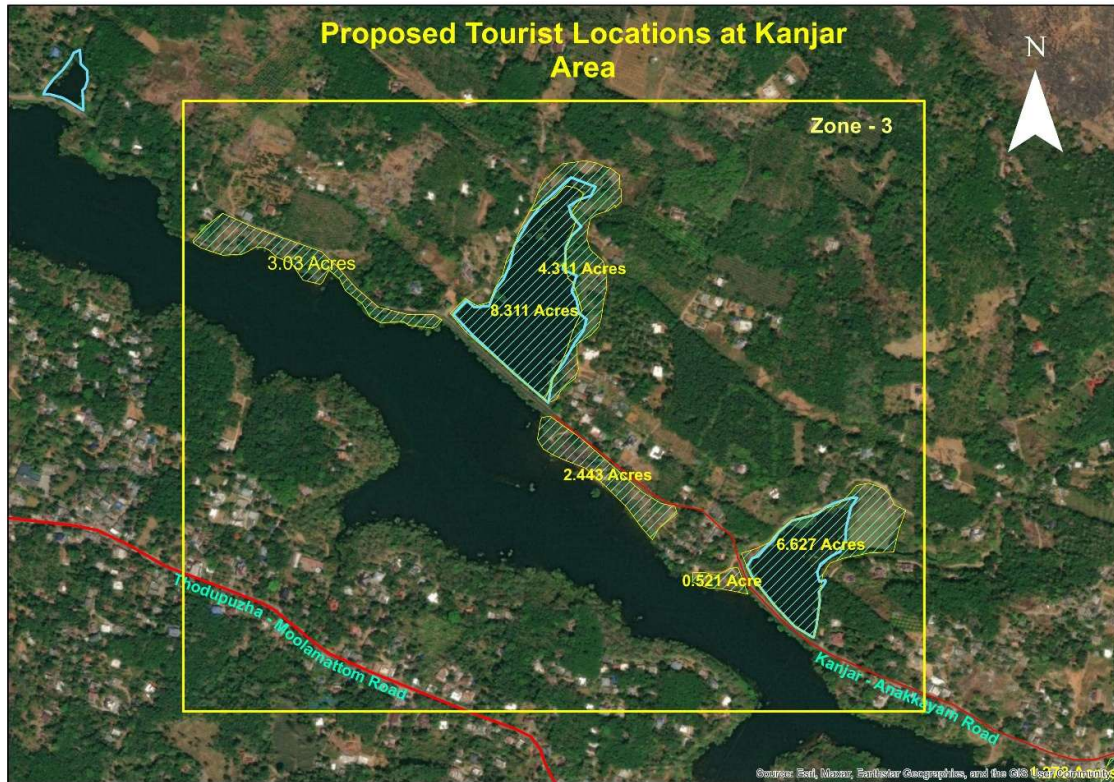 Proposed Tourist Locations at Kanjar
Area
N
Zone - 3
3.03 Acres
4.311 Acres
8.311 Acres
2.443 Acres
6.627 Acres
0.521 Acre
Thodupuzha - Moolamattom Road
Kanjar - Anakkayam Road
Source: Esri, Maxar, Earthstar Geographics, and the GIS User Community